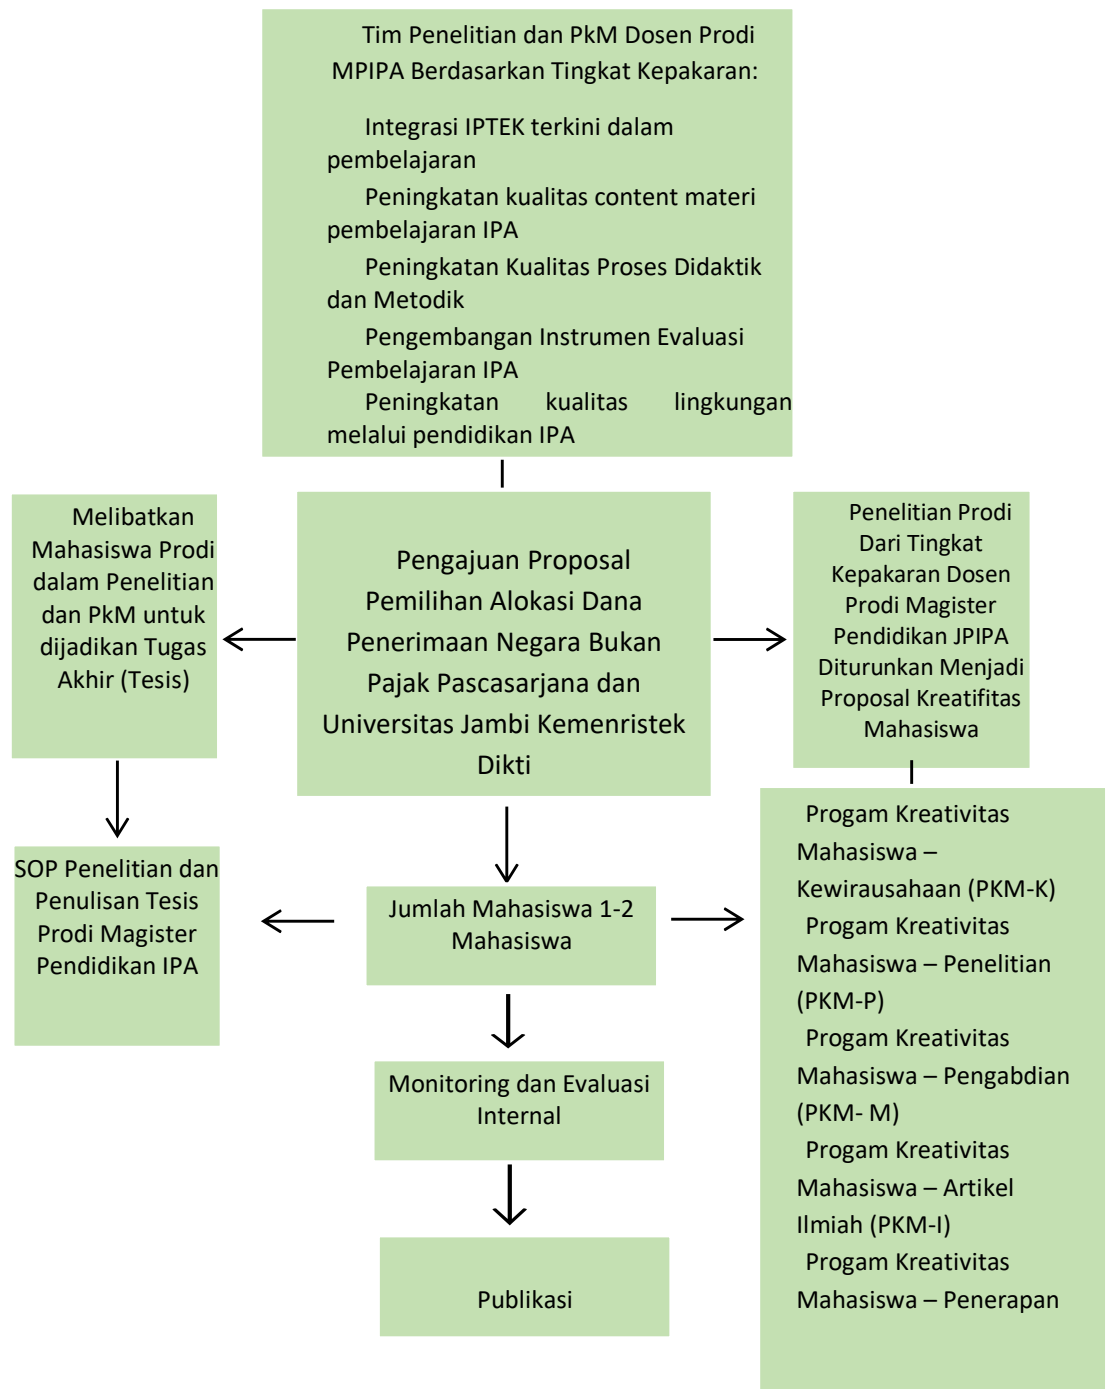 Tim Penelitian dan PkM Dosen Prodi
MPIPA Berdasarkan Tingkat Kepakaran:
Integrasi IPTEK terkini dalam
pembelajaran
Peningkatan kualitas content materi
pembelajaran IPA
Peningkatan Kualitas Proses Didaktik
dan Metodik
Pengembangan Instrumen Evaluasi
Pembelajaran IPA
Peningkatan kualitas lingkungan
melalui pendidikan IPA
Melibatkan
Mahasiswa Prodi
dalam Penelitian
dan PkM untuk
dijadikan Tugas
Akhir (Tesis)
Pengajuan Proposal
Pemilihan Alokasi Dana
Penerimaan Negara Bukan
Pajak Pascasarjana dan
Universitas Jambi Kemenristek
Dikti
Penelitian Prodi
Dari Tingkat
Kepakaran Dosen
Prodi Magister
Pendidikan JPIPA
Diturunkan Menjadi
Proposal Kreatifitas
Mahasiswa
SOP Penelitian dan
Penulisan Tesis
Prodi Magister
Pendidikan IPA
Jumlah Mahasiswa 1-2
Mahasiswa
Progam Kreativitas
Mahasiswa –
Kewirausahaan (PKM-K)
Progam Kreativitas
Mahasiswa – Penelitian
(PKM-P)
Progam Kreativitas
Mahasiswa – Pengabdian
(PKM- M)
Progam Kreativitas
Mahasiswa – Artikel
Ilmiah (PKM-I)
Progam Kreativitas
Mahasiswa – Penerapan
Monitoring dan Evaluasi
Internal
Publikasi